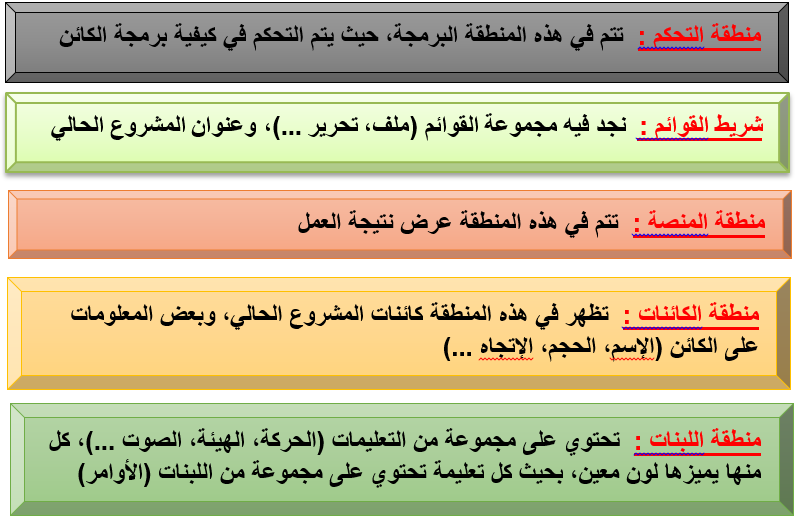 منطقة التحكم : تتم في هذه المنطقة البرمجة، حيث يتم التحكم في كيفية برمجة الكائن
شريط القوائم : نجد فيه مجموعة القوائم (ملف، تحرير ...)، وعنوان المشروع الحالي
منطقة المنصة : تتم في هذه المنطقة عرض نتيجة العمل
منطقة الكائنات : تظهر في هذه المنطقة كائنات المشروع الحالي، وبعض المعلومات
على الكائن (الإسم، الحجم، الإتجاه ...)
منطقة اللبنات : تحتوي على مجموعة من التعليمات (الحركة، الهيئة، الصوت ...)، كل
منها يميزها لون معين، بحيث كل تعليمة تحتوي على مجموعة من اللبنات (الأوامر)